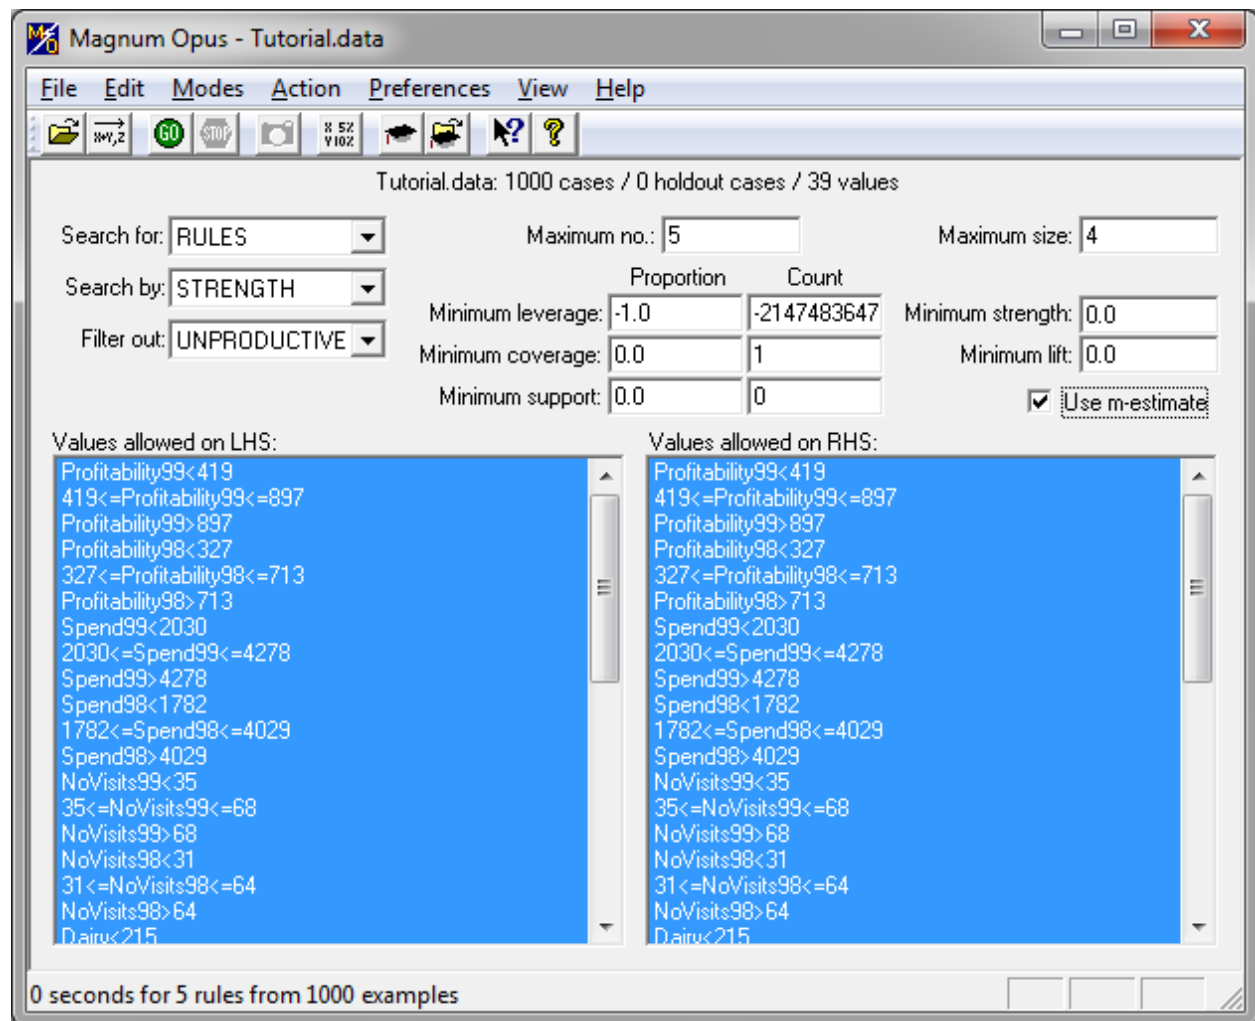 Magnum Opus - Tutorial.data
File Edit Modes Action Preferences View Help
X+Y,Z GO STOP X 5% Y10% ? ?
Tutorial.data: 1000 cases / 0 holdout cases / 39 values
Search for: RULES Maximum no.: 5 Maximum size: 4
Proportion Count
Search by: STRENGTH
Minimum leverage: -1.0 -2147483647 Minimum strength: 0.0
Filter out: UNPRODUCTIVE
Minimum coverage: 0.0 1 Minimum lift: 0.0
Minimum support: 0.0 0 Use m-estimate
Values allowed on LHS:
Profitability99<419
419<=Profitability99<=897
Profitability99>897
Profitability98<327
327<=Profitability98<=713
Profitability98>713
Spend99<2030
2030<=Spend99<=4278
Spend99>4278
Spend98<1782
1782<=Spend98<=4029
Spend98>4029
NoVisits99<35
35<=NoVisits99<=68
NoVisits99>68
NoVisits98<31
31<=NoVisits98<=64
NoVisits98>64
Dairy<215
Values allowed on RHS:
Profitability99<419
419<=Profitability99<=897
Profitability99>897
Profitability98<327
327<=Profitability98<=713
Profitability98>713
Spend99<2030
2030<=Spend99<=4278
Spend99>4278
Spend98<1782
1782<=Spend98<=4029
Spend98>4029
NoVisits99<35
35<=NoVisits99<=68
NoVisits99>68
NoVisits98<31
31<=NoVisits98<=64
NoVisits98>64
Dairy<215
0 seconds for 5 rules from 1000 examples